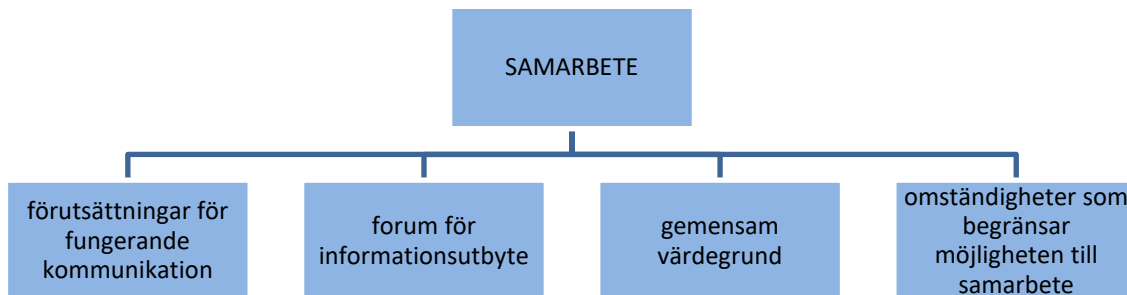 SAMARBETE
förutsättningar för
fungerande
kommunikation
forum för
informationsutbyte
gemensam
värdegrund
omständigheter som
begränsar
möjligheten till
samarbete